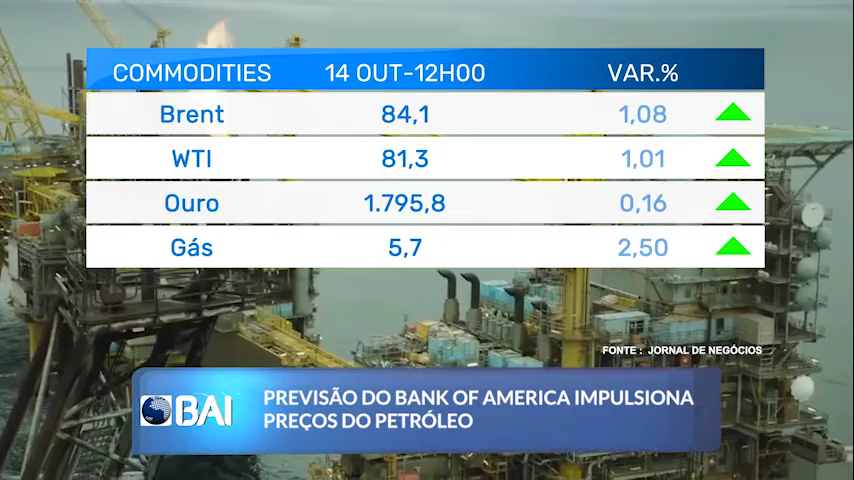 COMMODITIES 14 OUT-12H00 VAR.%
Brent 84,1 1,08
WTI 81,3 1,01
Ouro 1.795,8 0,16
Gás 5,7 2,50
FONTE : JORNAL DE NEGÓCIOS
BAI
PREVISÃO DO BANK OF AMERICA IMPULSIONA
PREÇOS DO PETRÓLEO